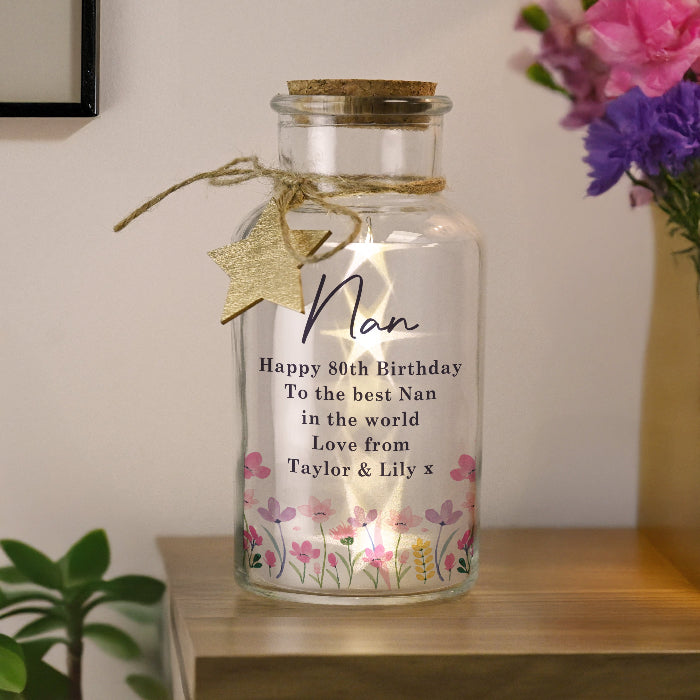 Nan
Happy 80th Birthday
To the best Nan
in the world
Love from
Taylor & Lily x